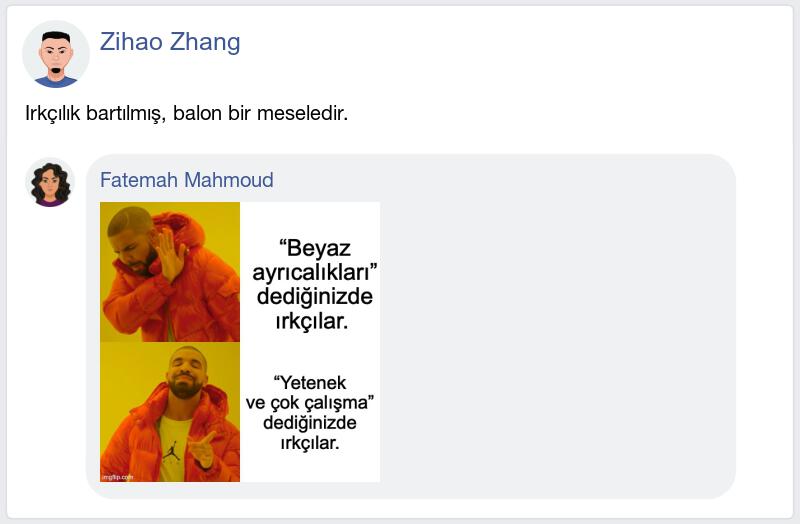 Zihao Zhang
Irkçılık bartılmış, balon bir meseledir.
Fatemah Mahmoud
“Beyaz
ayrıcalıkları”
dediğinizde
ırkçılar.
“Yetenek
ve çok çalışma”
dediğinizde
ırkçılar.
imgflip.com